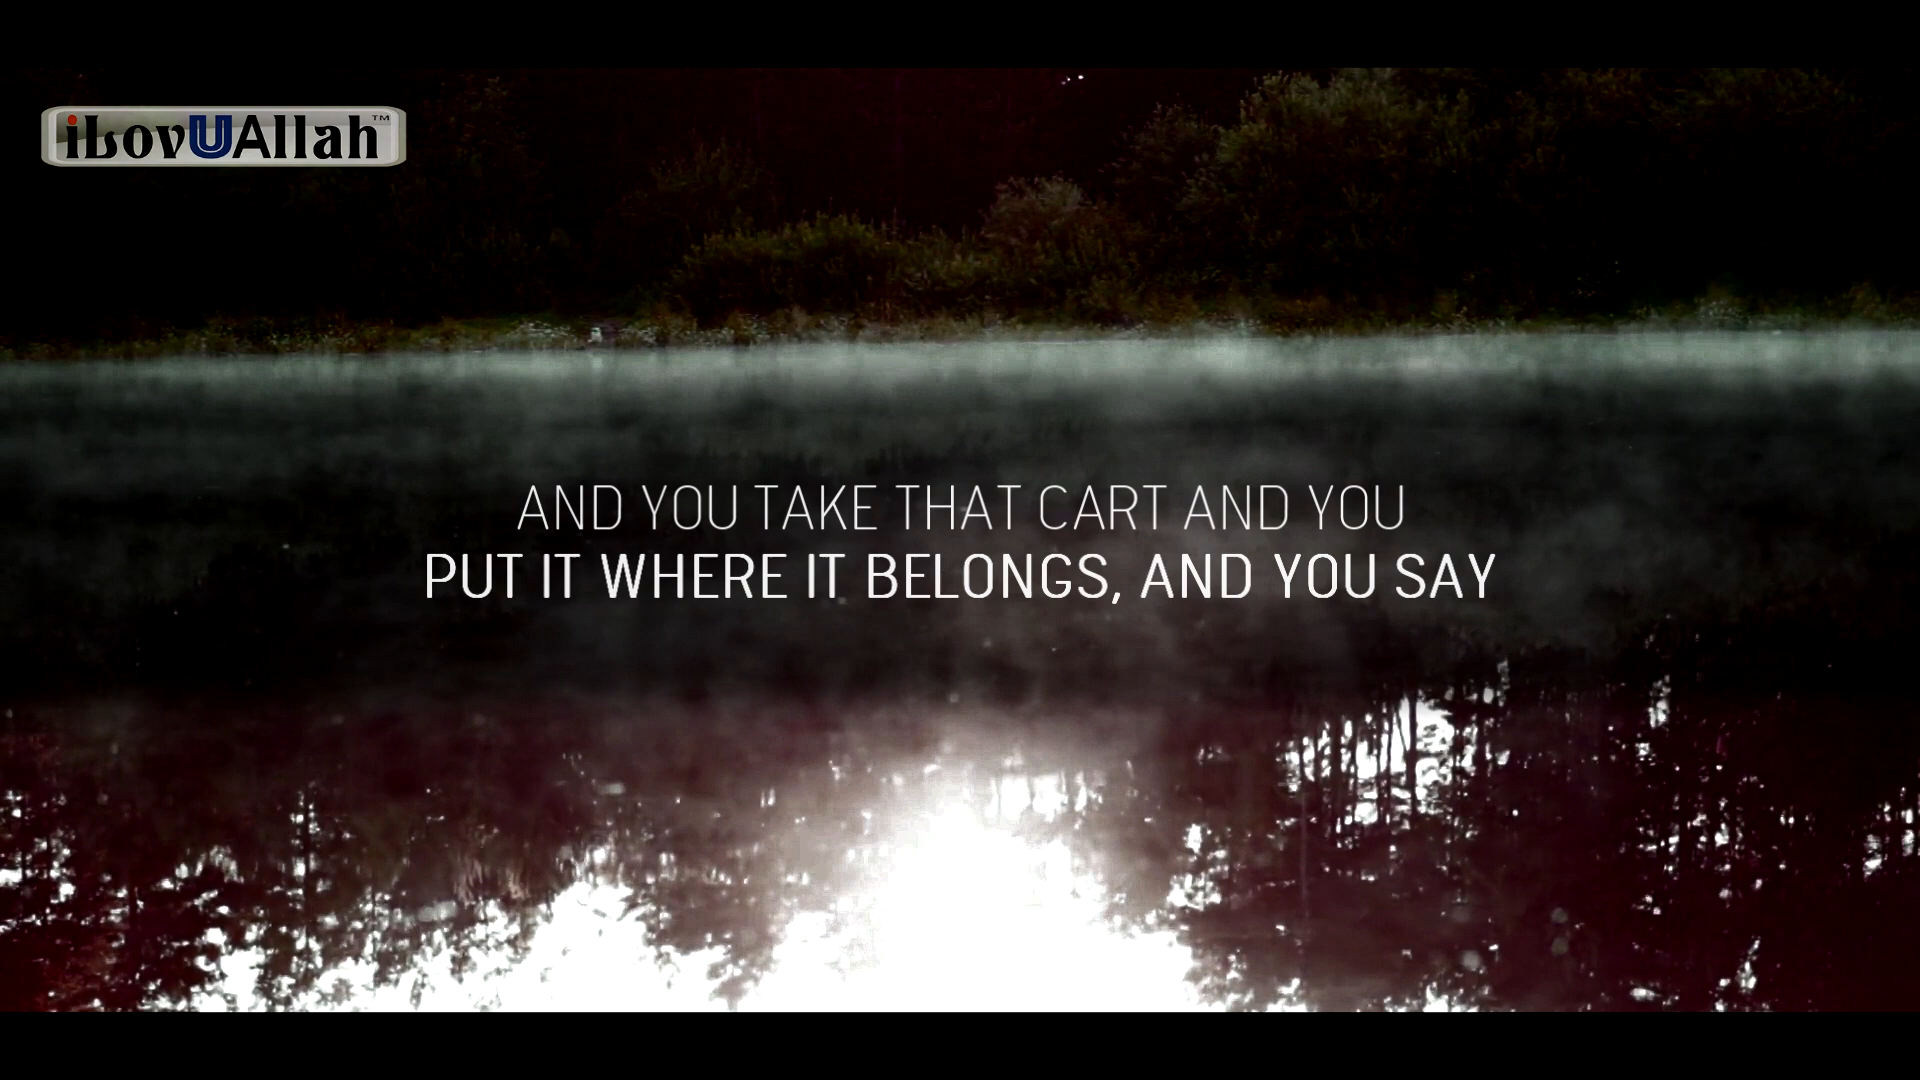 iLovUAllah™
AND YOU TAKE THAT CART AND YOU
PUT IT WHERE IT BELONGS, AND YOU SAY